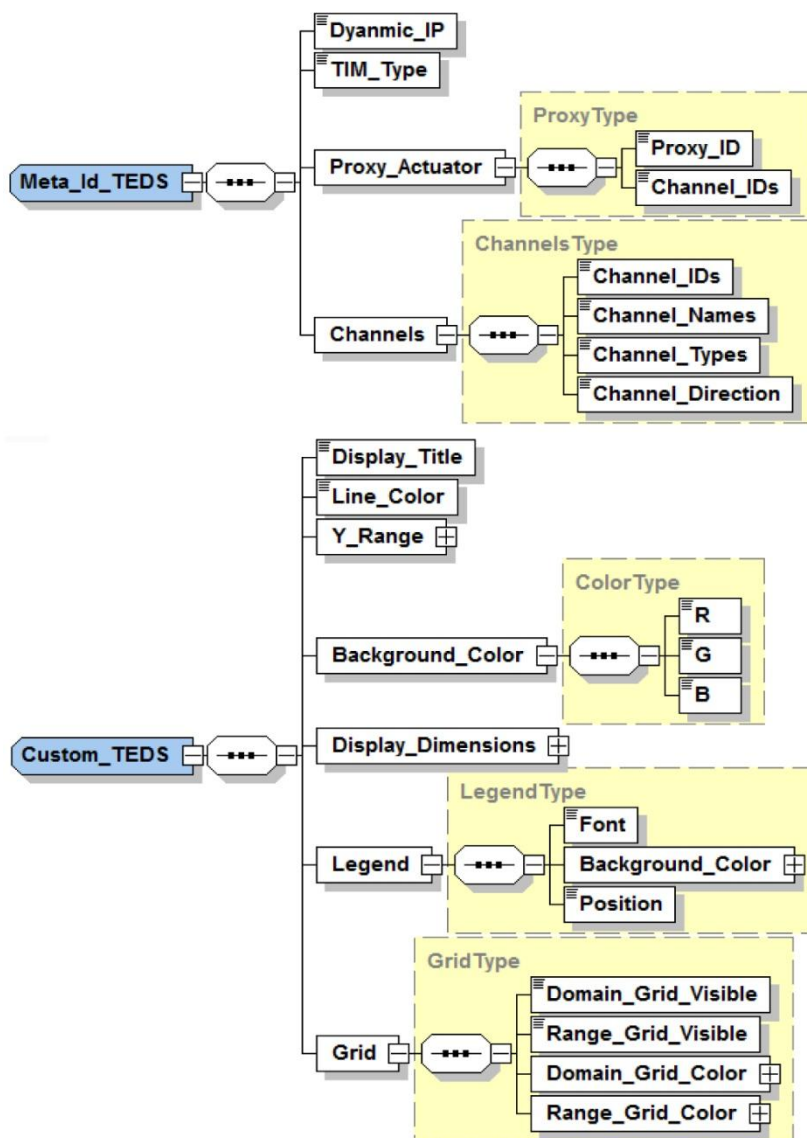 Dyanmic_IP
TIM_Type
ProxyType
Meta_Id_TEDS
Proxy_Actuator
Proxy_ID
Channel_IDs
ChannelsType
Channels
Channel_IDs
Channel_Names
Channel_Types
Channel_Direction
Display_Title
Line_Color
Y_Range
ColorType
Background_Color
R
G
B
Custom_TEDS
Display_Dimensions
LegendType
Legend
Font
Background_Color
Position
GridType
Grid
Domain_Grid_Visible
Range_Grid_Visible
Domain_Grid_Color
Range_Grid_Color